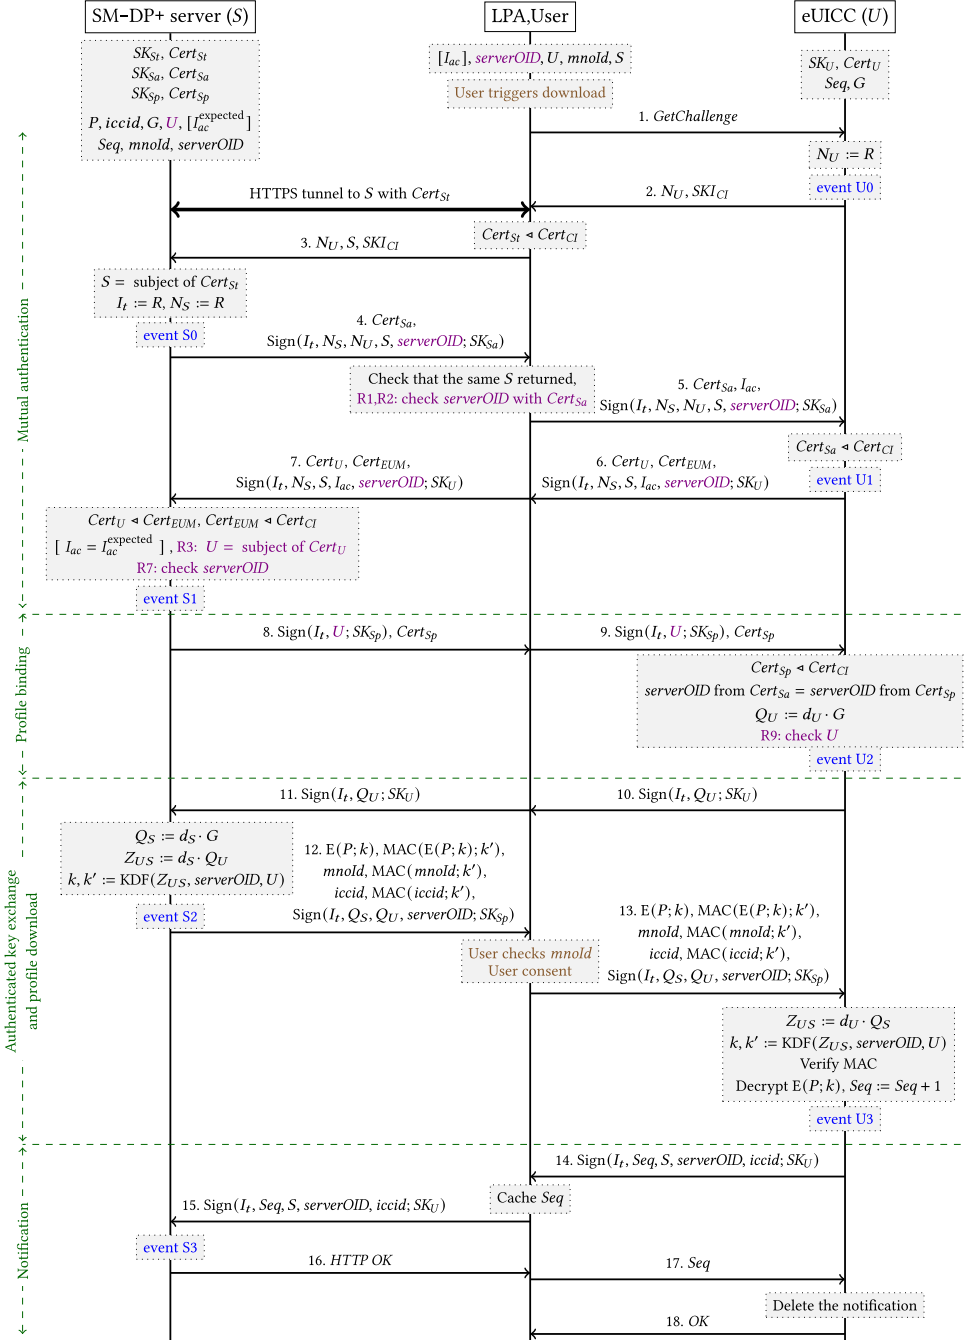 SM–DP+ server (S)
LPA,User
eUICC (U)
SK_St, Cert_St
SK_Sa, Cert_Sa
SK_Sp, Cert_Sp
P, iccid, G, U, [I_ac^expected]
Seq, mnoId, serverOID
[I_ac], serverOID, U, mnoId, S
User triggers download
SK_U, Cert_U
Seq, G
1. GetChallenge
N_U := R
event U0
2. N_U, SKI_CI
HTTPS tunnel to S with Cert_St
Cert_St ◂ Cert_CI
3. N_U, S, SKI_CI
S = subject of Cert_St
I_t := R, N_S := R
event S0
4. Cert_Sa,
Sign(I_t, N_S, N_U, S, serverOID; SK_Sa)
Check that the same S returned,
R1,R2: check serverOID with Cert_Sa
5. Cert_Sa, I_ac,
Sign(I_t, N_S, N_U, S, serverOID; SK_Sa)
Cert_Sa ◂ Cert_CI
event U1
6. Cert_U, Cert_EUM,
Sign(I_t, N_S, S, I_ac, serverOID; SK_U)
7. Cert_U, Cert_EUM,
Sign(I_t, N_S, S, I_ac, serverOID; SK_U)
Cert_U ◂ Cert_EUM, Cert_EUM ◂ Cert_CI
[ I_ac = I_ac^expected ] , R3: U = subject of Cert_U
R7: check serverOID
event S1
Mutual authentication
8. Sign(I_t, U; SK_Sp), Cert_Sp
9. Sign(I_t, U; SK_Sp), Cert_Sp
Cert_Sp ◂ Cert_CI
serverOID from Cert_Sa = serverOID from Cert_Sp
Q_U := d_U · G
R9: check U
event U2
Profile binding
10. Sign(I_t, Q_U; SK_U)
11. Sign(I_t, Q_U; SK_U)
Q_S := d_S · G
Z_US := d_S · Q_U
k, k′ := KDF(Z_US, serverOID, U)
event S2
12. E(P; k), MAC(E(P; k); k′),
mnoId, MAC(mnoId; k′),
iccid, MAC(iccid; k′),
Sign(I_t, Q_S, Q_U, serverOID; SK_Sp)
User checks mnoId
User consent
13. E(P; k), MAC(E(P; k); k′),
mnoId, MAC(mnoId; k′),
iccid, MAC(iccid; k′),
Sign(I_t, Q_S, Q_U, serverOID; SK_Sp)
Z_US := d_U · Q_S
k, k′ := KDF(Z_US, serverOID, U)
Verify MAC
Decrypt E(P; k), Seq := Seq + 1
event U3
Authenticated key exchange
and profile download
14. Sign(I_t, Seq, S, serverOID, iccid; SK_U)
Cache Seq
15. Sign(I_t, Seq, S, serverOID, iccid; SK_U)
event S3
16. HTTP OK
17. Seq
Delete the notification
18. OK
Notification